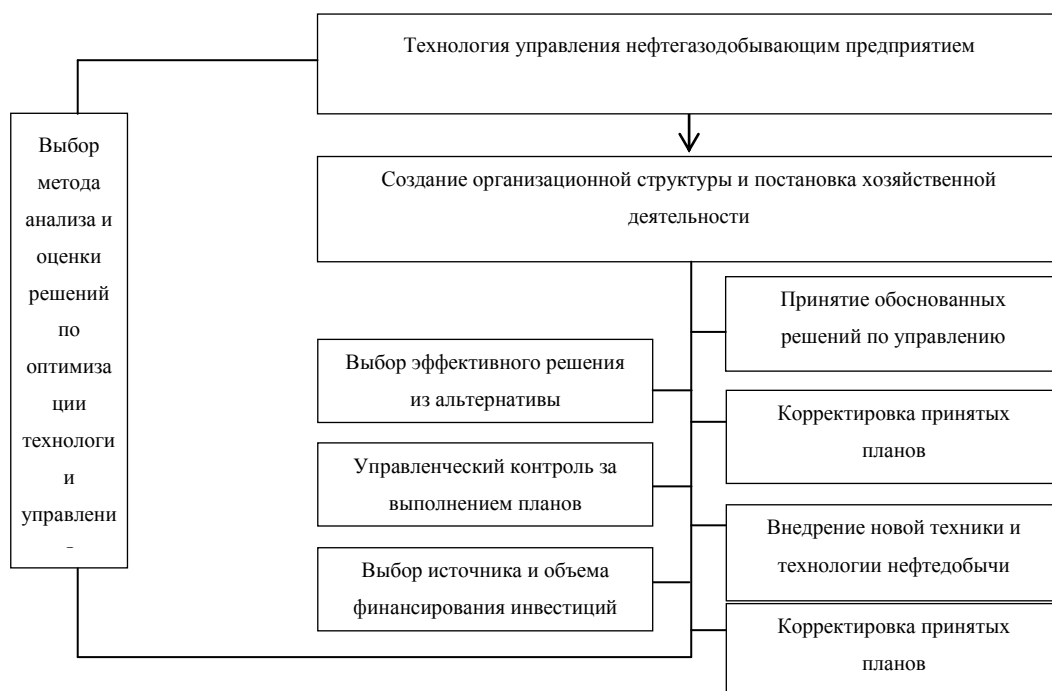 Технология управления нефтегазодобывающим предприятием
Создание организационной структуры и постановка хозяйственной
деятельности
Выбор
метода
анализа и
оценки
решений
по
оптимиза
ции
технологи
и
управлени
Принятие обоснованных
решений по управлению
Выбор эффективного решения
из альтернативы
Корректировка принятых
планов
Управленческий контроль за
выполнением планов
Внедрение новой техники и
технологии нефтедобычи
Выбор источника и объема
финансирования инвестиций
Корректировка принятых
планов